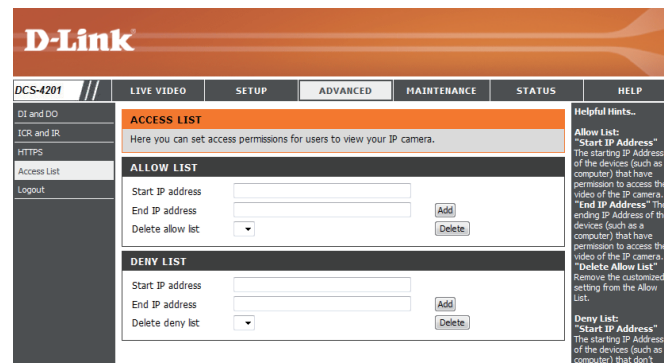 D-Link
DCS-4201 LIVE VIDEO SETUP ADVANCED MAINTENANCE STATUS HELP
DI and DO
ICR and IR
HTTPS
Access List
Logout
ACCESS LIST
Here you can set access permissions for users to view your IP camera.
ALLOW LIST
Start IP address
End IP address Add
Delete allow list Delete
DENY LIST
Start IP address
End IP address Add
Delete deny list Delete
Helpful Hints..
Allow List:
"Start IP Address"
The starting IP Address
of the devices (such as
computer) that have
permission to access the
video of the IP camera.
"End IP Address" The
ending IP Address of the
devices (such as a
computer) that have
permission to access the
video of the IP camera.
"Delete Allow List"
Remove the customized
setting from the Allow
List.
Deny List:
"Start IP Address"
The starting IP Address
of the devices (such as
computer) that don't